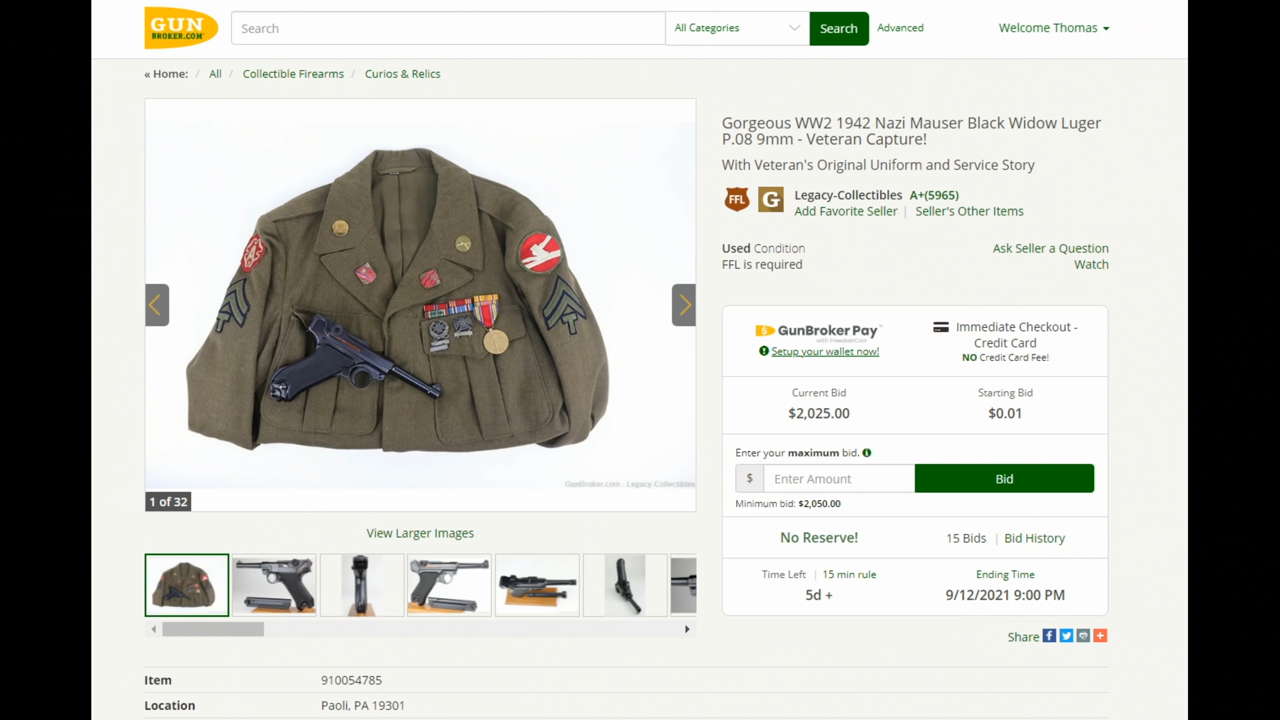 GUN
BROKER.COM
Search
All Categories
Search
Advanced
Welcome Thomas
« Home: / All / Collectible Firearms / Curios & Relics
Gorgeous WW2 1942 Nazi Mauser Black Widow Luger
P.08 9mm - Veteran Capture!
With Veteran's Original Uniform and Service Story
FFL
G
Legacy-Collectibles A+(5965)
Add Favorite Seller | Seller's Other Items
Used Condition
FFL is required
Ask Seller a Question
Watch
$ GunBroker Pay™
with FreedomCoin
Setup your wallet now!
Immediate Checkout -
Credit Card
NO Credit Card Fee!
Current Bid
$2,025.00
Starting Bid
$0.01
Enter your maximum bid.
$ Enter Amount
Bid
Minimum bid: $2,050.00
No Reserve!
15 Bids | Bid History
Time Left | 15 min rule
5d +
Ending Time
9/12/2021 9:00 PM
Share
GunBroker.com - Legacy Collectibles
1 of 32
View Larger Images
Item 910054785
Location Paoli, PA 19301